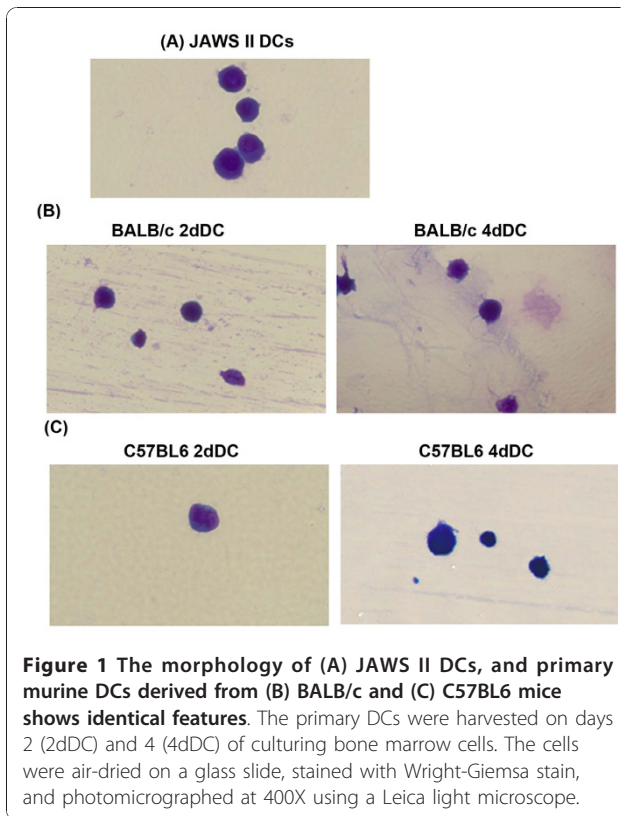 (A) JAWS II DCs
(B)
BALB/c 2dDC BALB/c 4dDC
(C)
C57BL6 2dDC C57BL6 4dDC
Figure 1 The morphology of (A) JAWS II DCs, and primary
murine DCs derived from (B) BALB/c and (C) C57BL6 mice
shows identical features. The primary DCs were harvested on days
2 (2dDC) and 4 (4dDC) of culturing bone marrow cells. The cells
were air-dried on a glass slide, stained with Wright-Giemsa stain,
and photomicrographed at 400X using a Leica light microscope.